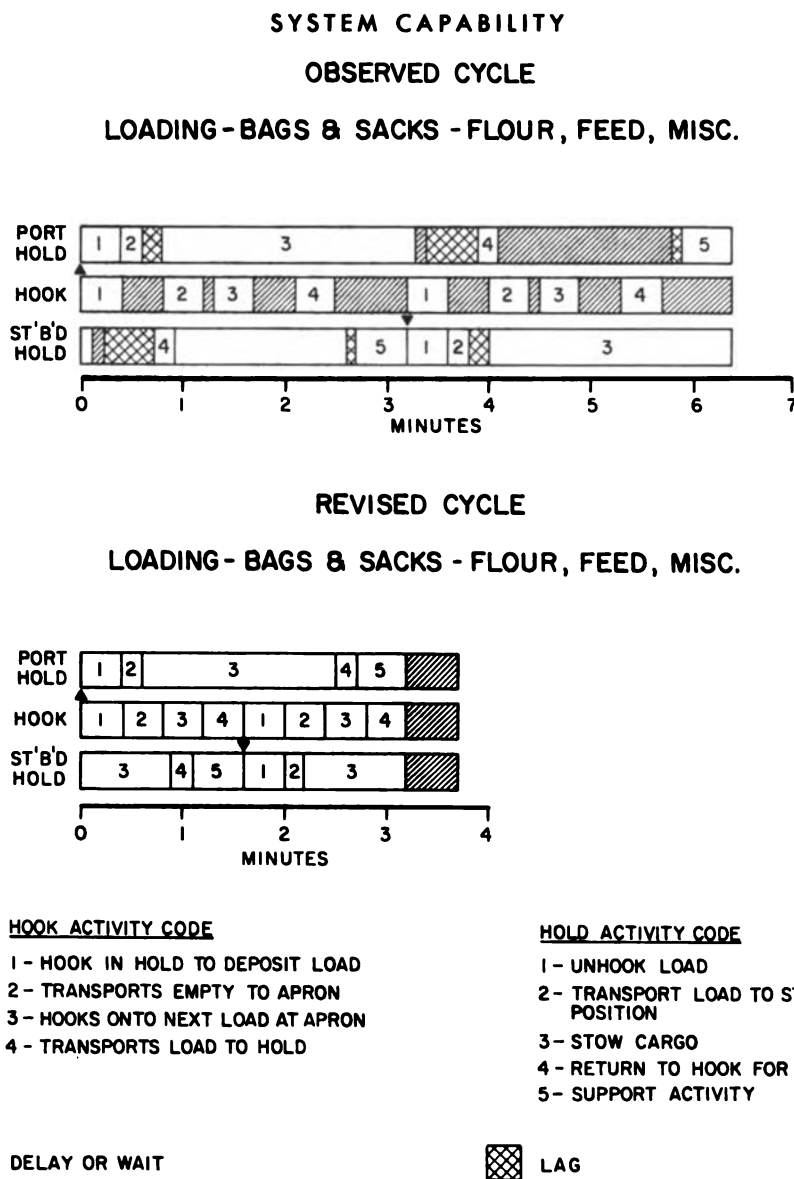 SYSTEM CAPABILITY
OBSERVED CYCLE
LOADING-BAGS & SACKS - FLOUR, FEED, MISC.
PORT HOLD
1 2 3 4 5
HOOK
1 2 3 4 1 2 3 4
ST'B'D HOLD
4 5 1 2 3
0 1 2 3 4 5 6 7
MINUTES
REVISED CYCLE
LOADING- BAGS & SACKS - FLOUR, FEED, MISC.
PORT HOLD
1 2 3 4 5
HOOK
1 2 3 4 1 2 3 4
ST'B'D HOLD
3 4 5 1 2 3
0 1 2 3 4
MINUTES
HOOK ACTIVITY CODE
1 - HOOK IN HOLD TO DEPOSIT LOAD
2 - TRANSPORTS EMPTY TO APRON
3 - HOOKS ONTO NEXT LOAD AT APRON
4 - TRANSPORTS LOAD TO HOLD
HOLD ACTIVITY CODE
1 - UNHOOK LOAD
2 - TRANSPORT LOAD TO
POSITION
3 - STOW CARGO
4 - RETURN TO HOOK FOR
5 - SUPPORT ACTIVITY
DELAY OR WAIT
LAG